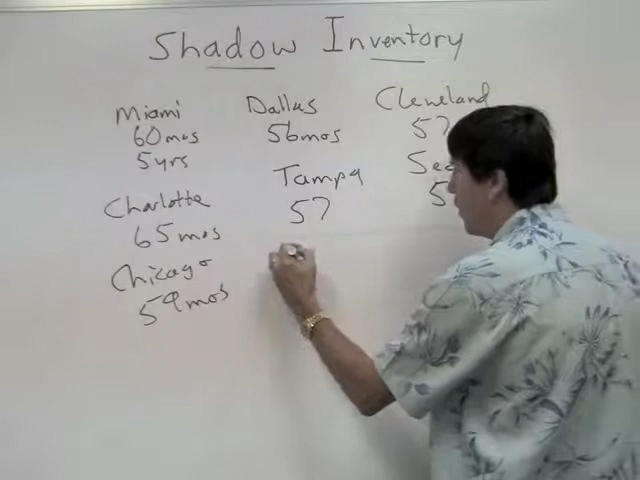 Shadow Inventory
Miami
60mos
5yrs
Charlotte
65mos
Chicago
59mos
Dallas
56mos
Tampa
57
Cleveland
57